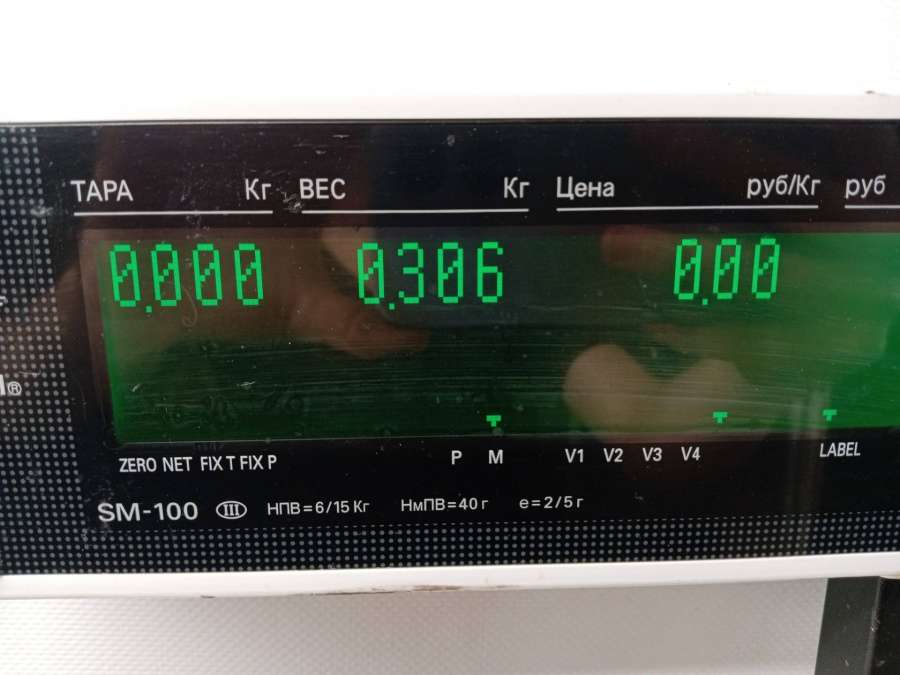 ТАРА Кг ВЕС Кг Цена руб/Кг руб
0.000 0.306 0.00
ZERO NET FIX T FIX P P M V1 V2 V3 V4 LABEL
SM-100 III НПВ=6/15 Кг НмПВ=40 г e=2/5 г